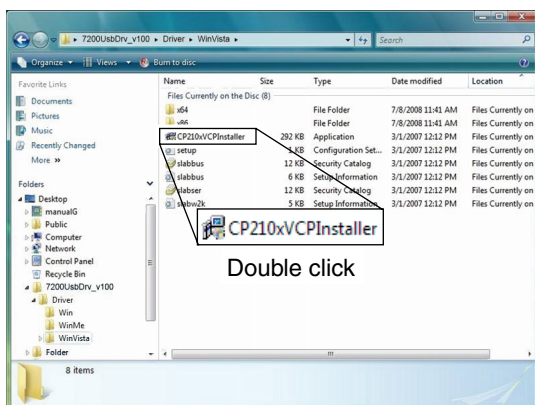 7200UsbDrv_v100 ▸ Driver ▸ WinVista ▸ Search
Organize Views Burn to disc
Favorite Links
Documents
Pictures
Music
Recently Changed
More »
Folders
Desktop
manualG
Public
Computer
Network
Control Panel
Recycle Bin
7200UsbDrv_v100
Driver
Win
WinMe
WinVista
Folder
Name Size Type Date modified Location
Files Currently on the Disc (8)
x64 File Folder 7/8/2008 11:41 AM Files Currently on
x86 File Folder 7/8/2008 11:41 AM Files Currently on
CP210xVCPInstaller 292 KB Application 3/1/2007 12:12 PM Files Currently on
setup 1 KB Configuration Set... 3/1/2007 12:12 PM Files Currently on
slabbus 12 KB Security Catalog 3/1/2007 12:12 PM Files Currently on
slabbus 6 KB Setup Information 3/1/2007 12:12 PM Files Currently on
slabser 12 KB Security Catalog 3/1/2007 12:12 PM Files Currently on
slabw2k 5 KB Setup Information 3/1/2007 12:12 PM Files Currently on
CP210xVCPInstaller
Double click
8 items